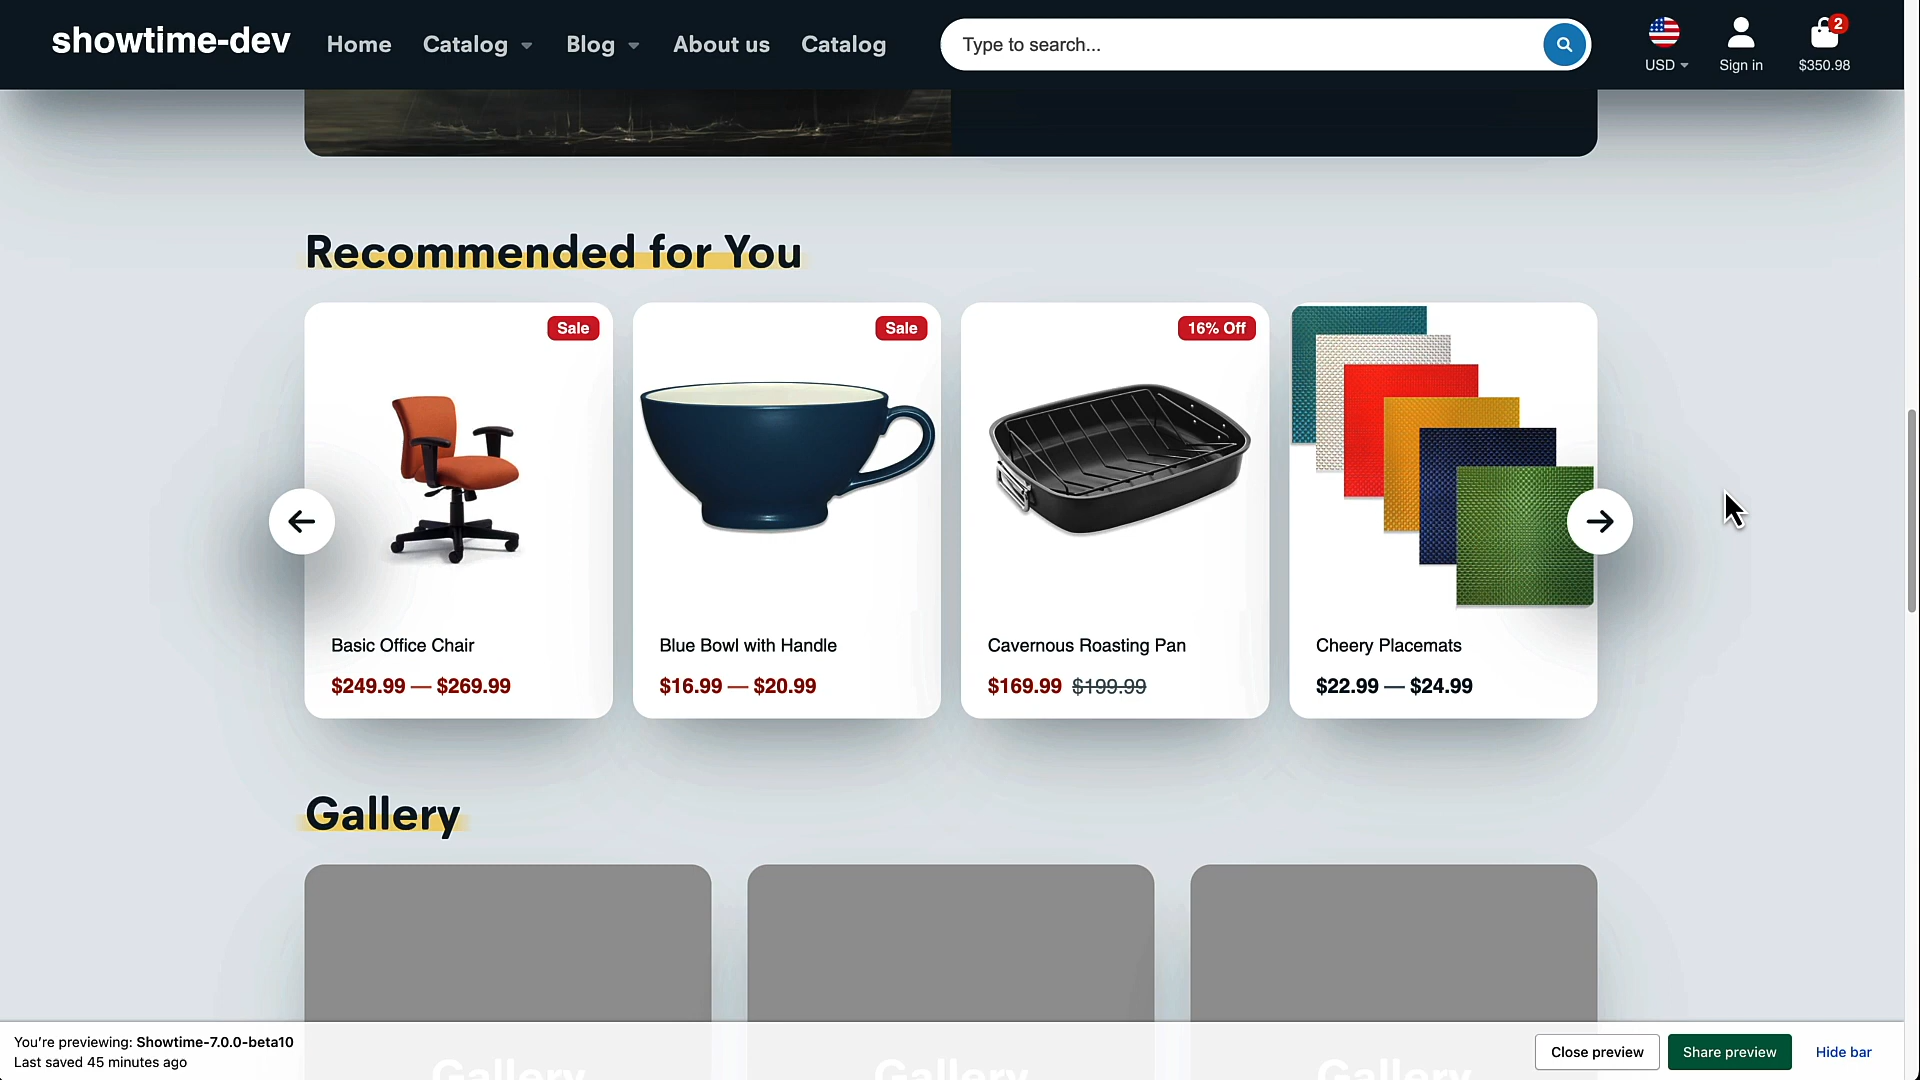 showtime-dev Home Catalog Blog About us Catalog Type to search... USD Sign in 2 $350.98
Recommended for You
Sale
Sale
16% Off
Basic Office Chair
$249.99 — $269.99
Blue Bowl with Handle
$16.99 — $20.99
Cavernous Roasting Pan
$169.99 $199.99
Cheery Placemats
$22.99 — $24.99
Gallery
Gallery
Gallery
Gallery
You're previewing: Showtime-7.0.0-beta10
Last saved 45 minutes ago
Close preview
Share preview
Hide bar